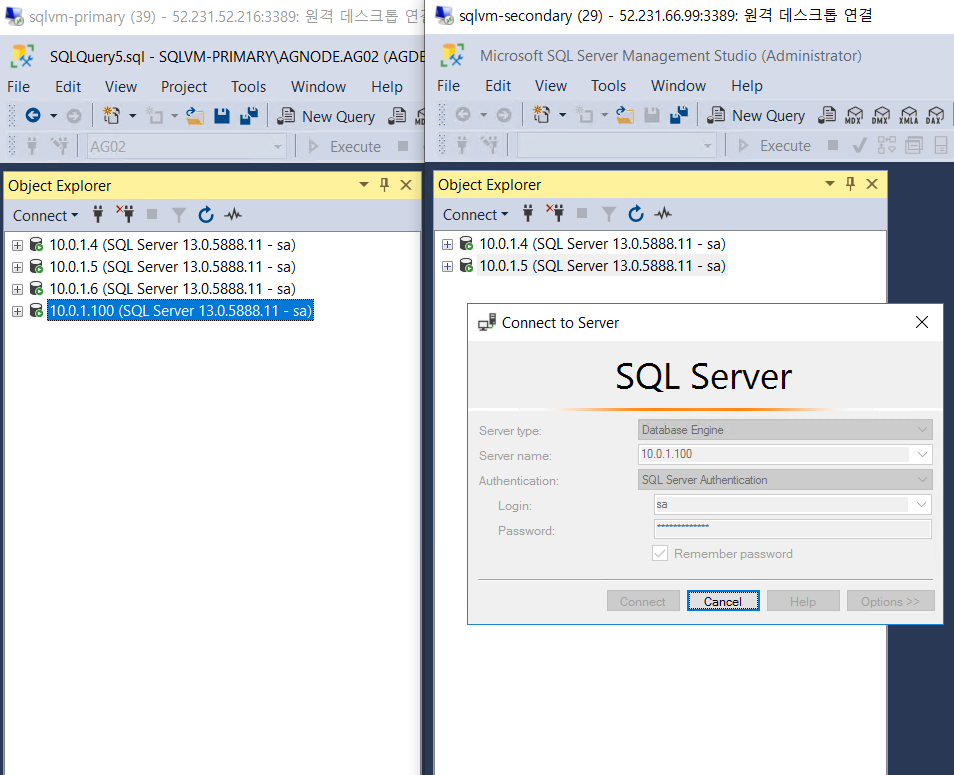 sqlvm-primary (39) - 52.231.52.216:3389: 원격 데스크톱 연결
SQLQuery5.sql - SQLVM-PRIMARY\AGNODE.AG02 (AGDE
File Edit View Project Tools Window Help
New Query
AG02 Execute
Object Explorer
Connect
10.0.1.4 (SQL Server 13.0.5888.11 - sa)
10.0.1.5 (SQL Server 13.0.5888.11 - sa)
10.0.1.6 (SQL Server 13.0.5888.11 - sa)
10.0.1.100 (SQL Server 13.0.5888.11 - sa)
sqlvm-secondary (29) - 52.231.66.99:3389: 원격 데스크톱 연결
Microsoft SQL Server Management Studio (Administrator)
File Edit View Tools Window Help
New Query MDX DMX XMLA DAX
Execute
Object Explorer
Connect
10.0.1.4 (SQL Server 13.0.5888.11 - sa)
10.0.1.5 (SQL Server 13.0.5888.11 - sa)
Connect to Server
SQL Server
Server type: Database Engine
Server name: 10.0.1.100
Authentication: SQL Server Authentication
Login: sa
Password: *************
Remember password
Connect Cancel Help Options >>